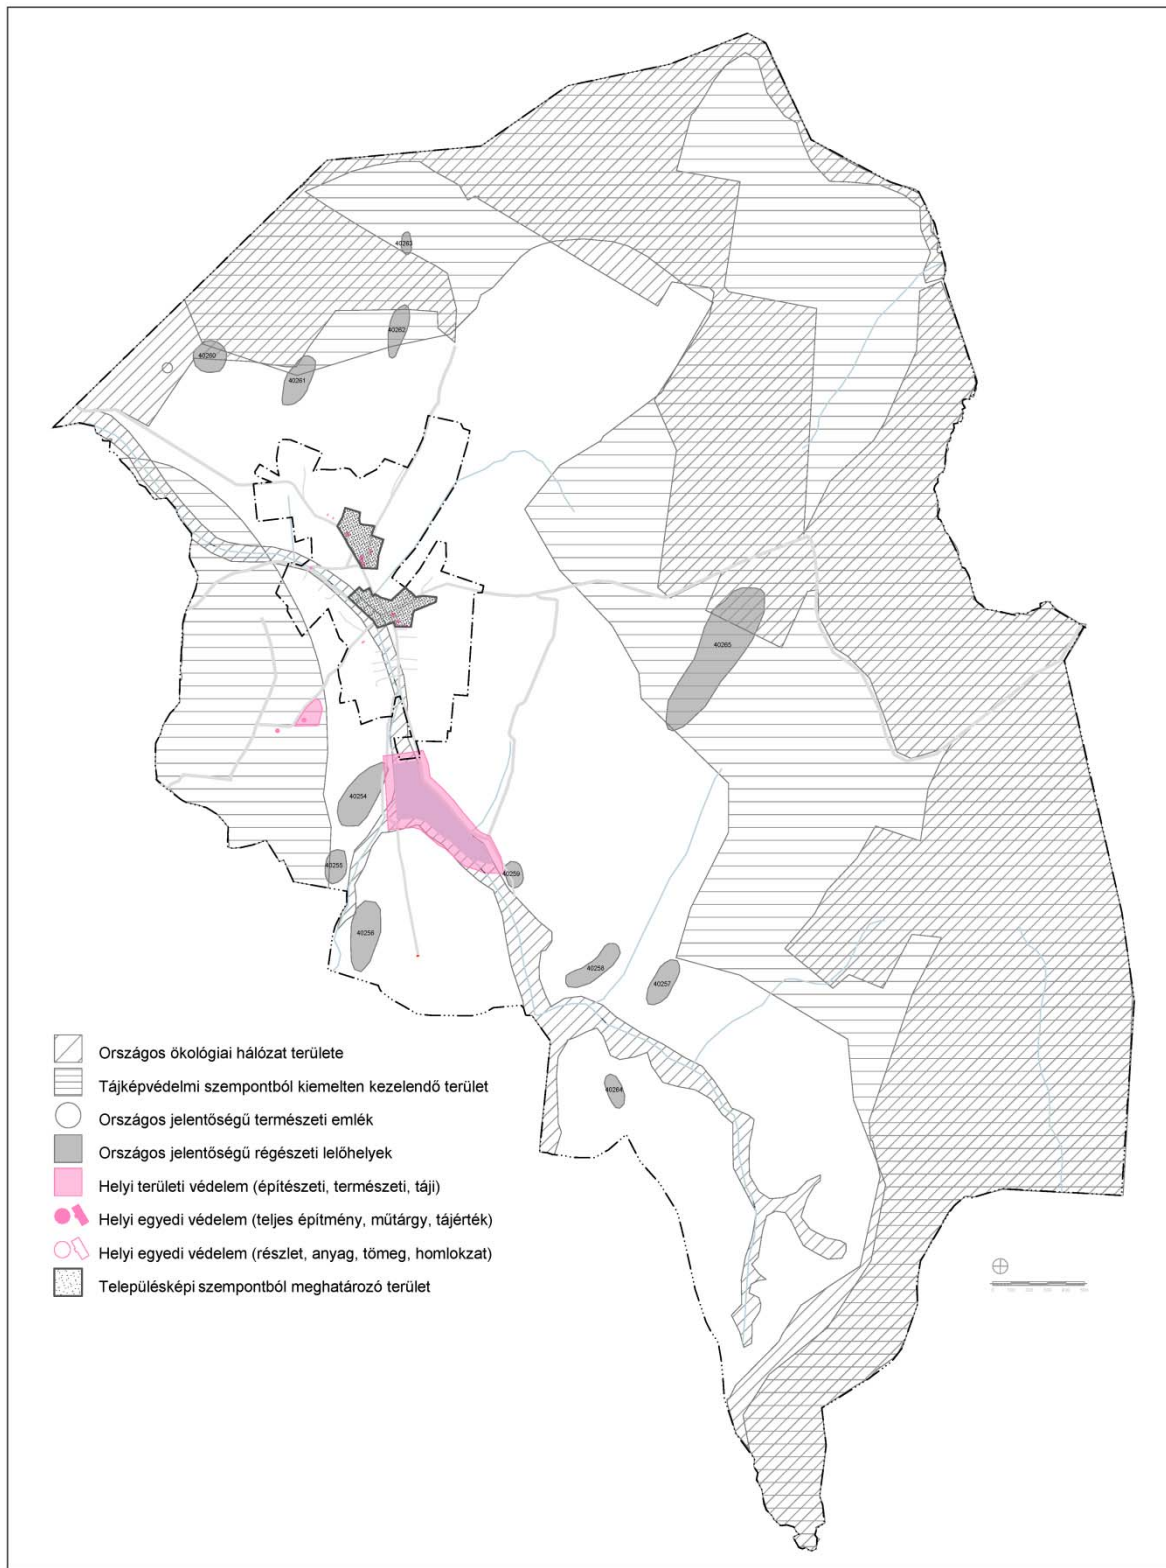 40263
40262
40260
40261
40265
40254
40255
40259
40256
40258
40257
40264
Országos ökológiai hálózat területe
Tájképvédelmi szempontból kiemelten kezelendő terület
Országos jelentőségű természeti emlék
Országos jelentőségű régészeti lelőhelyek
Helyi területi védelem (építészeti, természeti, táji)
Helyi egyedi védelem (teljes építmény, műtárgy, tájérték)
Helyi egyedi védelem (részlet, anyag, tömeg, homlokzat)
Településképi szempontból meghatározó terület